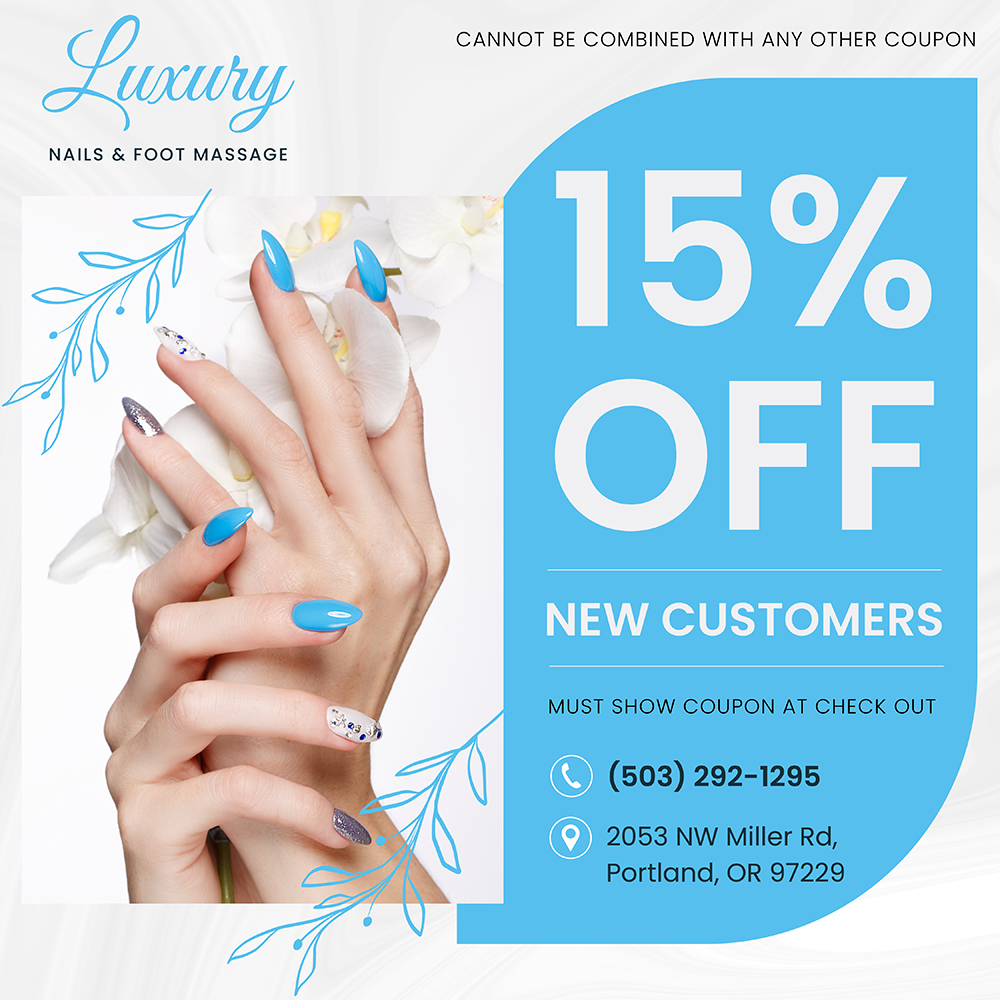 Luxury
NAILS & FOOT MASSAGE
CANNOT BE COMBINED WITH ANY OTHER COUPON
15%
OFF
NEW CUSTOMERS
MUST SHOW COUPON AT CHECK OUT
(503) 292-1295
2053 NW Miller Rd,
Portland, OR 97229